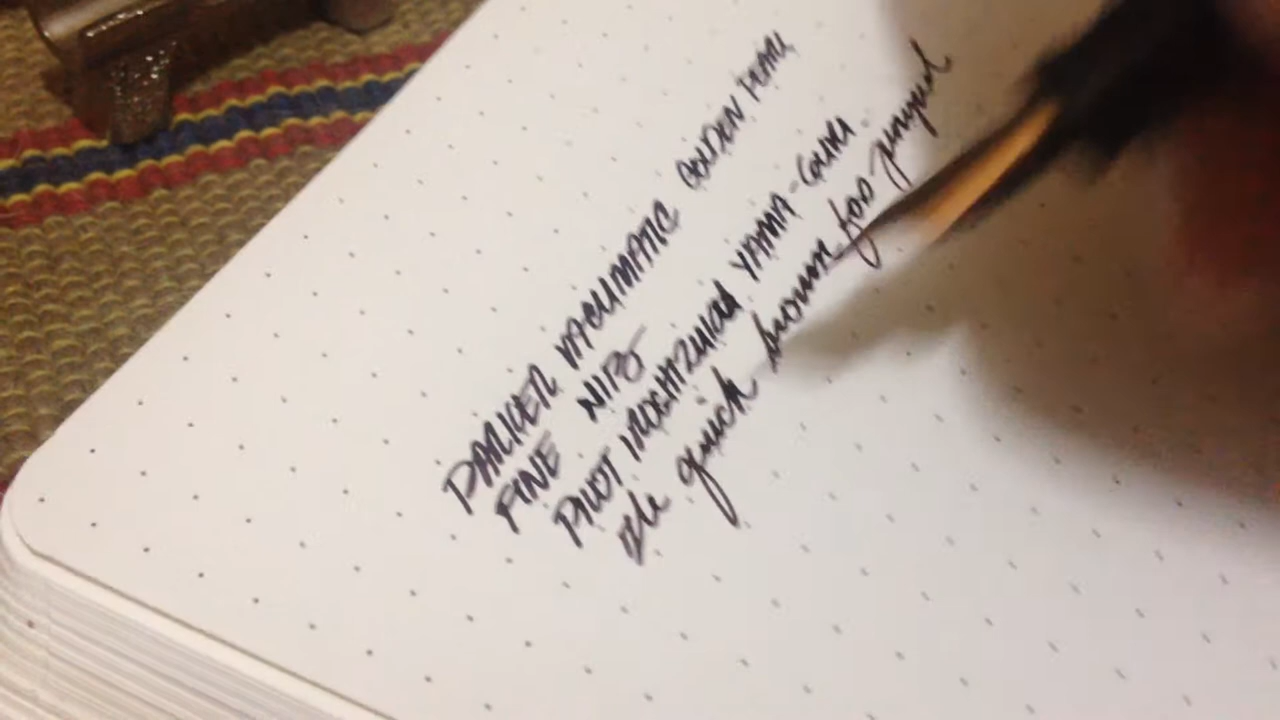 PARKER VACUMATIC GOLDEN PEARL
FINE NIB
PILOT IROSHIZUKU YAMA-GURI
The quick brown fox jumped